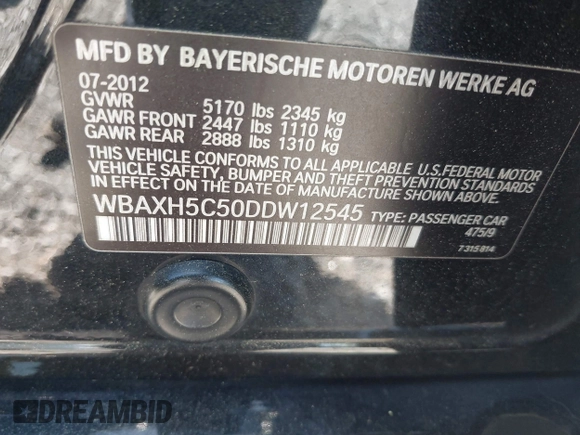 MFD BY BAYERISCHE MOTOREN WERKE AG
07-2012
GVWR 5170 lbs 2345 kg
GAWR FRONT 2447 lbs 1110 kg
GAWR REAR 2888 lbs 1310 kg
THIS VEHICLE CONFORMS TO ALL APPLICABLE U.S.FEDERAL MOTOR
VEHICLE SAFETY, BUMPER AND THEFT PREVENTION STANDARDS
IN EFFECT ON THE DATE OF MANUFACTURE SHOWN ABOVE.
WBAXH5C50DDW12545 TYPE: PASSENGER CAR
475/9
7315814
DREAMBID